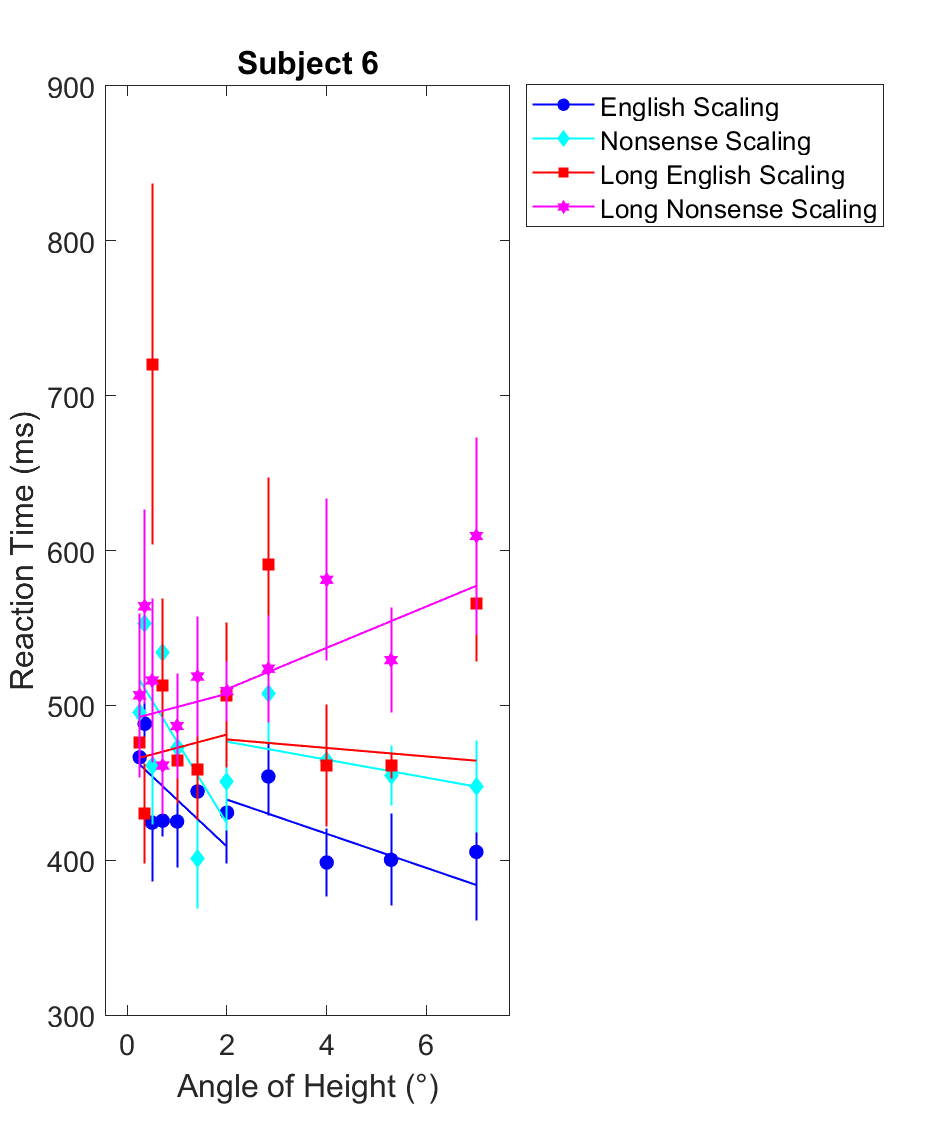 Subject 6
900
800
700
600
500
400
300
0 2 4 6
Reaction Time (ms)
Angle of Height (°)
English Scaling
Nonsense Scaling
Long English Scaling
Long Nonsense Scaling